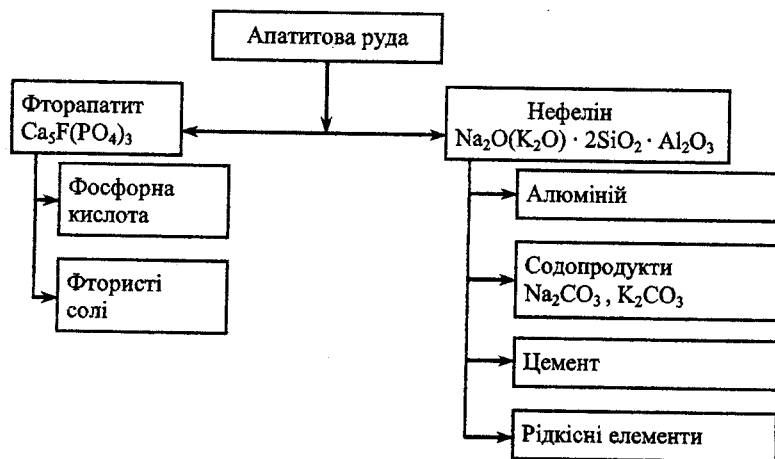 Апатитова руда
Фторапатит
Ca₅F(PO₄)₃
Нефелін
Na₂O(K₂O) · 2SiO₂ · Al₂O₃
Фосфорна
кислота
Фтористі
солі
Алюміній
Содопродукти
Na₂CO₃ , K₂CO₃
Цемент
Рідкісні елементи